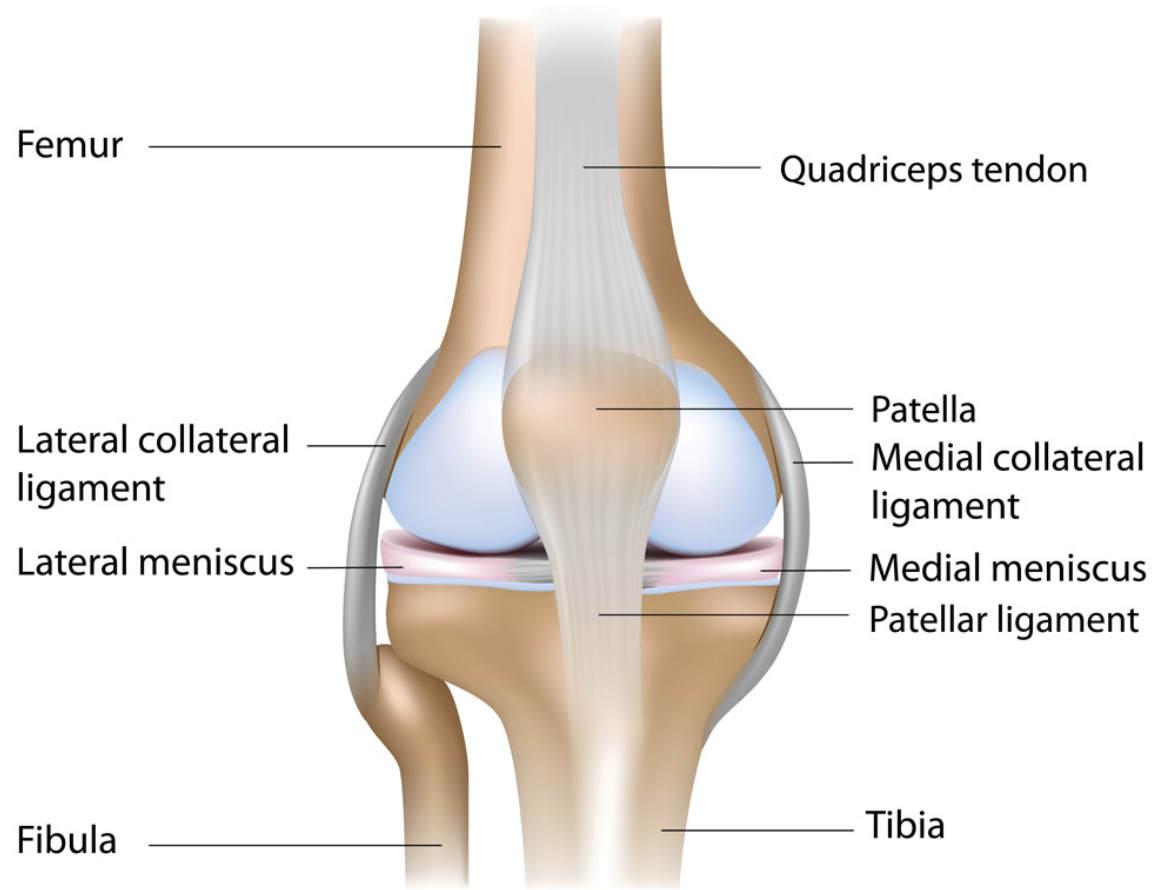 Femur
Quadriceps tendon
Patella
Lateral collateral
ligament
Medial collateral
ligament
Lateral meniscus
Medial meniscus
Patellar ligament
Fibula
Tibia